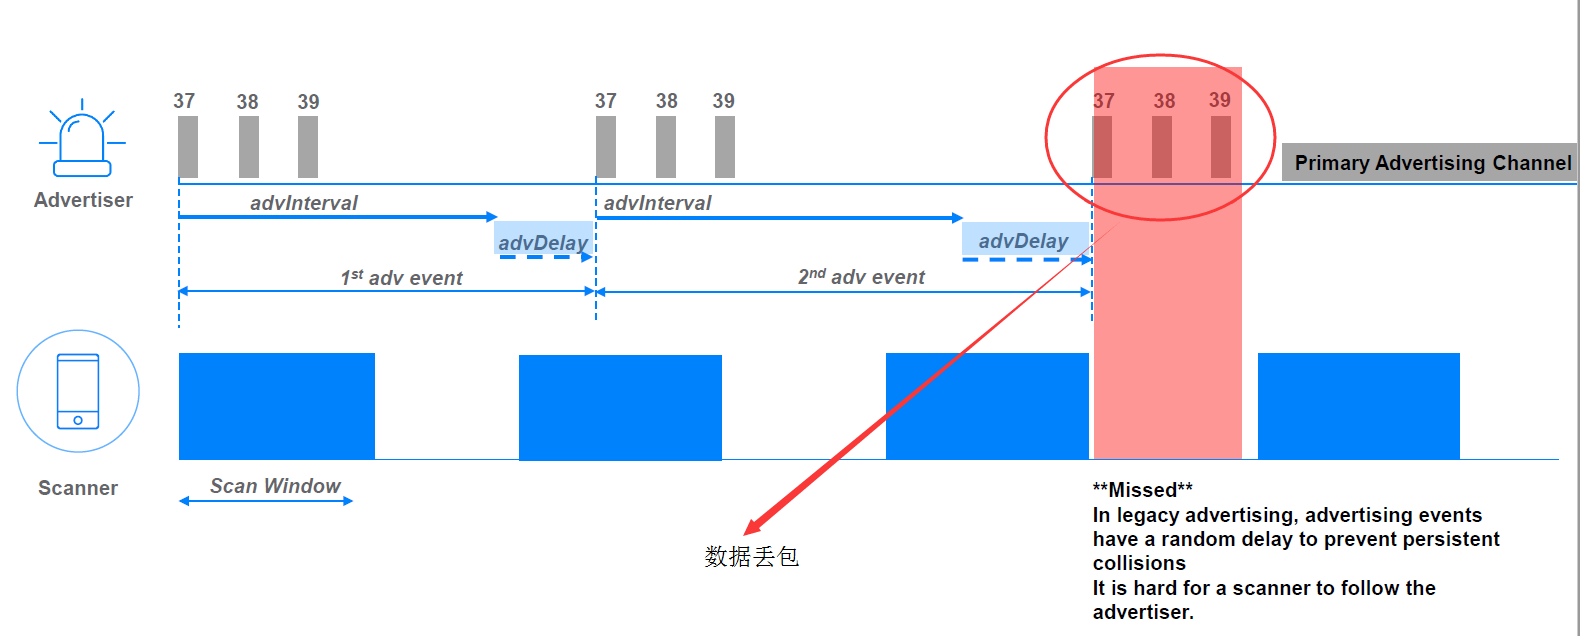 37 38 39 37 38 39 37 38 39
Primary Advertising Channel
Advertiser
advInterval advInterval
advDelay advDelay
1st adv event 2nd adv event
Scan Window
Scanner
**Missed**
In legacy advertising, advertising events
have a random delay to prevent persistent
collisions
It is hard for a scanner to follow the
advertiser.
数据丢包